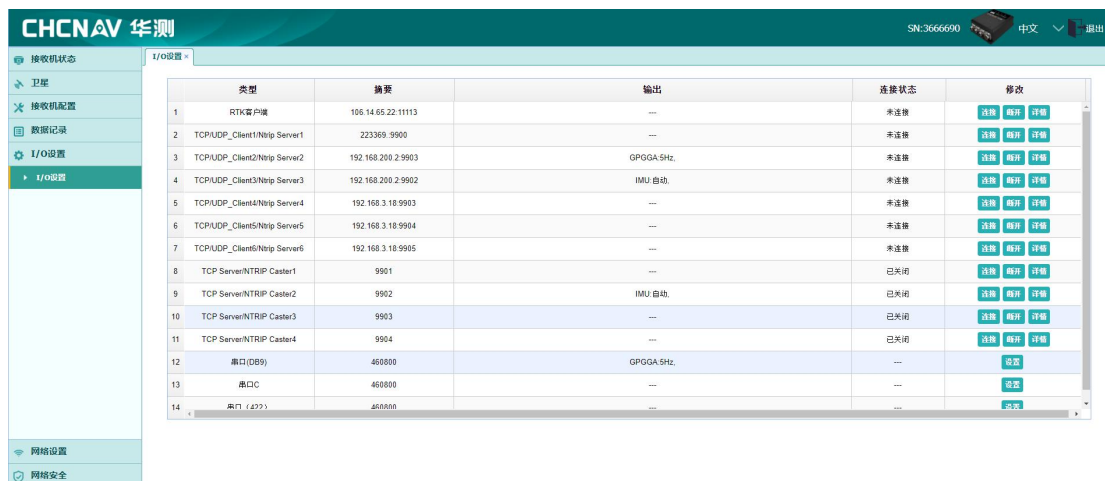 CHCNAV 华测
SN:3666690 中文 退出
接收机状态
卫星
接收机配置
数据记录
I/O设置
I/O设置
网络设置
网络安全
I/O设置 ×
类型 摘要 输出 连接状态 修改
1 RTK客户端 106.14.65.22:11113 --- 未连接 连接 断开 详情
2 TCP/UDP_Client1/Ntrip Server1 223369.:9900 --- 未连接 连接 断开 详情
3 TCP/UDP_Client2/Ntrip Server2 192.168.200.2:9903 GPGGA:5Hz, 未连接 连接 断开 详情
4 TCP/UDP_Client3/Ntrip Server3 192.168.200.2:9902 IMU:自动, 未连接 连接 断开 详情
5 TCP/UDP_Client4/Ntrip Server4 192.168.3.18:9903 --- 未连接 连接 断开 详情
6 TCP/UDP_Client5/Ntrip Server5 192.168.3.18:9904 --- 未连接 连接 断开 详情
7 TCP/UDP_Client6/Ntrip Server6 192.168.3.18:9905 --- 未连接 连接 断开 详情
8 TCP Server/NTRIP Caster1 9901 --- 已关闭 连接 断开 详情
9 TCP Server/NTRIP Caster2 9902 IMU:自动, 已关闭 连接 断开 详情
10 TCP Server/NTRIP Caster3 9903 --- 已关闭 连接 断开 详情
11 TCP Server/NTRIP Caster4 9904 --- 已关闭 连接 断开 详情
12 串口(DB9) 460800 GPGGA:5Hz, --- 设置
13 串口C 460800 --- --- 设置
14 串口（422） 460800 --- --- 设置